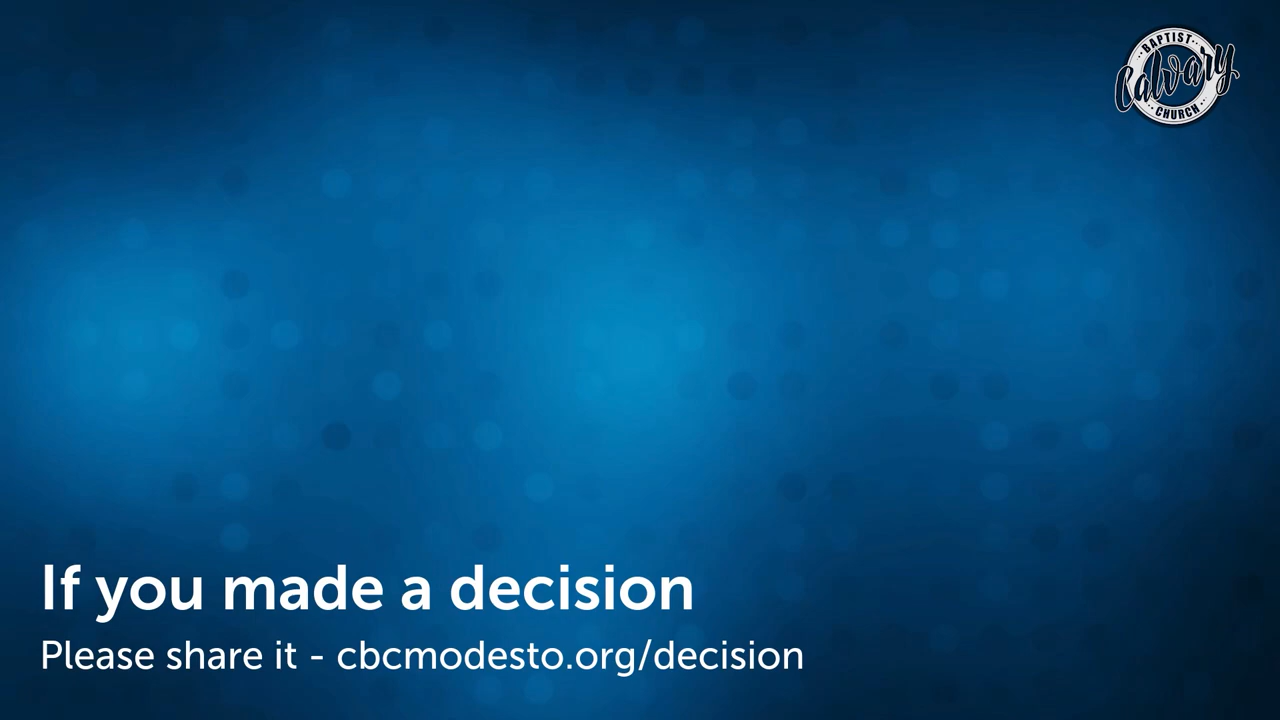 BAPTIST
Calvary
CHURCH
If you made a decision
Please share it - cbcmodesto.org/decision